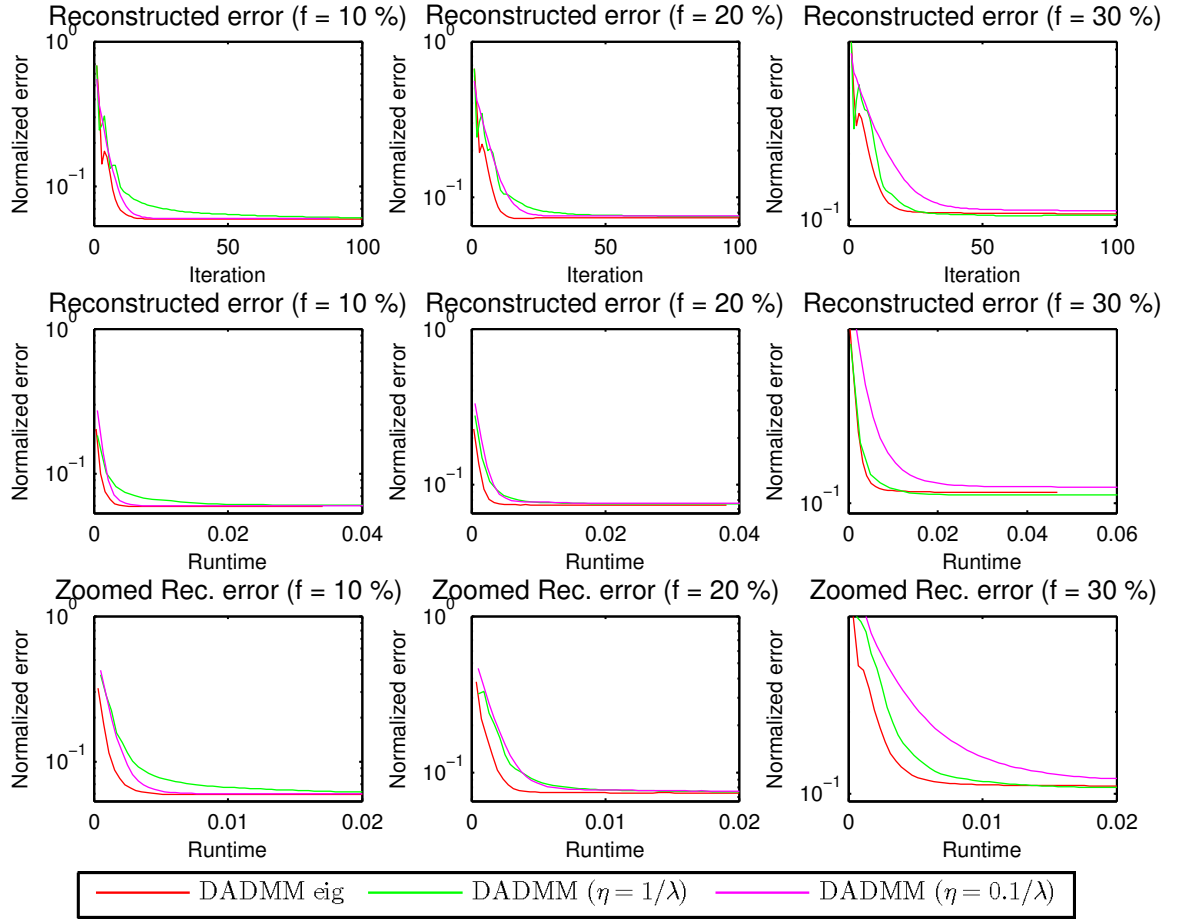 Reconstructed error (f = 10 %)
Reconstructed error (f = 20 %)
Reconstructed error (f = 30 %)
Normalized error
10^0
10^−1
0 50 100
Iteration
Normalized error
10^0
10^−1
0 50 100
Iteration
Normalized error
10^−1
0 50 100
Iteration
Reconstructed error (f = 10 %)
Reconstructed error (f = 20 %)
Reconstructed error (f = 30 %)
Normalized error
10^0
10^−1
0 0.02 0.04
Runtime
Normalized error
10^0
10^−1
0 0.02 0.04
Runtime
Normalized error
10^−1
0 0.02 0.04 0.06
Runtime
Zoomed Rec. error (f = 10 %)
Zoomed Rec. error (f = 20 %)
Zoomed Rec. error (f = 30 %)
Normalized error
10^0
10^−1
0 0.01 0.02
Runtime
Normalized error
10^0
10^−1
0 0.01 0.02
Runtime
Normalized error
10^−1
0 0.01 0.02
Runtime
DADMM eig DADMM (η = 1/λ) DADMM (η = 0.1/λ)